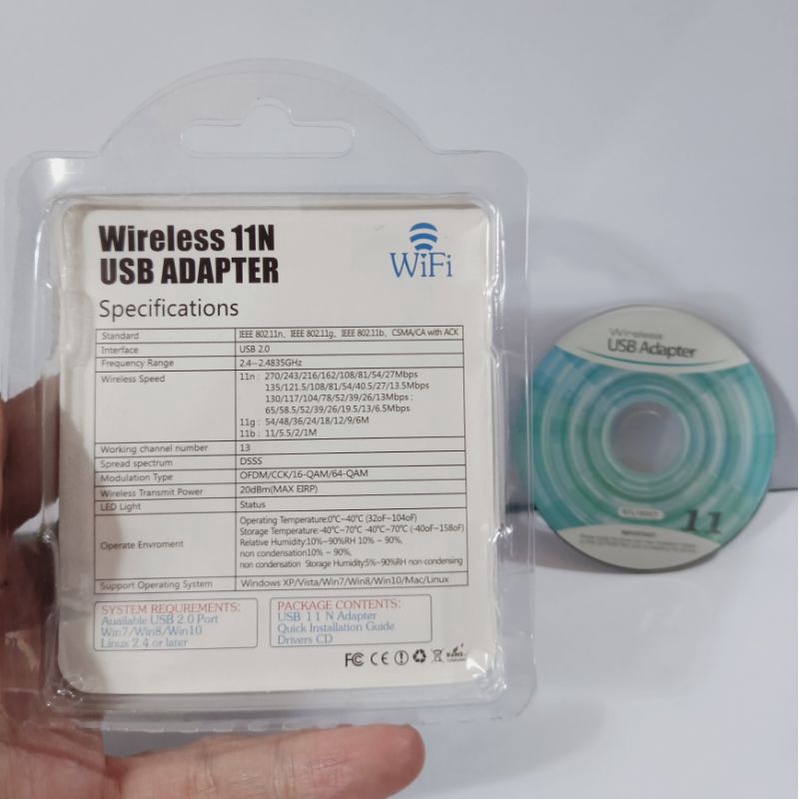 Wireless 11N
USB ADAPTER
WiFi
Specifications
Standard IEEE 802.11n、IEEE 802.11g、IEEE 802.11b、CSMA/CA with ACK
Interface USB 2.0
Frequency Range 2.4~2.4835GHz
Wireless Speed 11n : 270/243/216/162/108/81/54/27Mbps
135/121.5/108/81/54/40.5/27/13.5Mbps
130/117/104/78/52/39/26/13Mbps ;
65/58.5/52/39/26/19.5/13/6.5Mbps
11g : 54/48/36/24/18/12/9/6M
11b : 11/5.5/2/1M
Working channel number 13
Spread spectrum DSSS
Modulation Type OFDM/CCK/16-QAM/64-QAM
Wireless Transmit Power 20dBm(MAX EIRP)
LED Light Status
Operate Envroment Operating Temperature:0℃~40℃ (32oF~104oF)
Storage Temperature:-40℃~70℃ -40℃~70℃ (-40oF~158oF)
Relative Humidity:10%~90%RH 10% ~ 90%,
non condensation10% ~ 90%,
non condensation Storage Humidity:5%~90%RH non-condensing
Support Operating System Windows XP/Vista/Win7/Win8/Win10/Mac/Linux
SYSTEM REQUREMENTS:
Auailable USB 2.0 Port
Win7/Win8/Win10
Linux 2.4 or later
PACKAGE CONTENTS:
USB 1 1 N Adapter
Quick Installation Guide
Drivers CD
FC CE
Wireless
USB Adapter
11